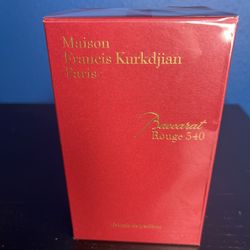 Maison
Francis Kurkdjian
Paris
Baccarat
Rouge 540